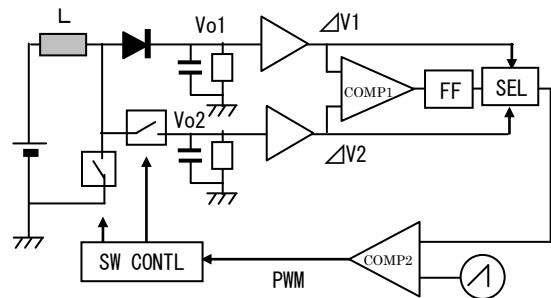 L
Vo1
⊿V1
COMP1
FF
SEL
Vo2
⊿V2
SW CONTL
PWM
COMP2